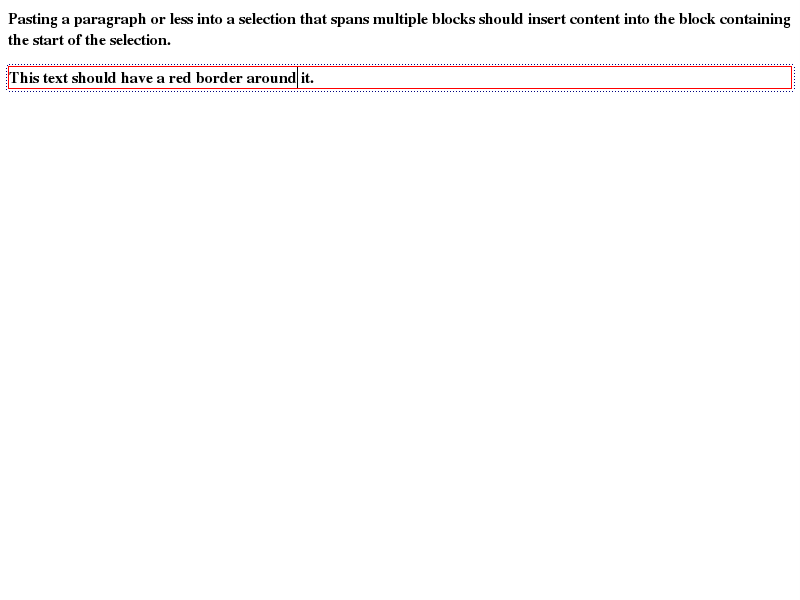 Pasting a paragraph or less into a selection that spans multiple blocks should insert content into the block containing
the start of the selection.
This text should have a red border around it.